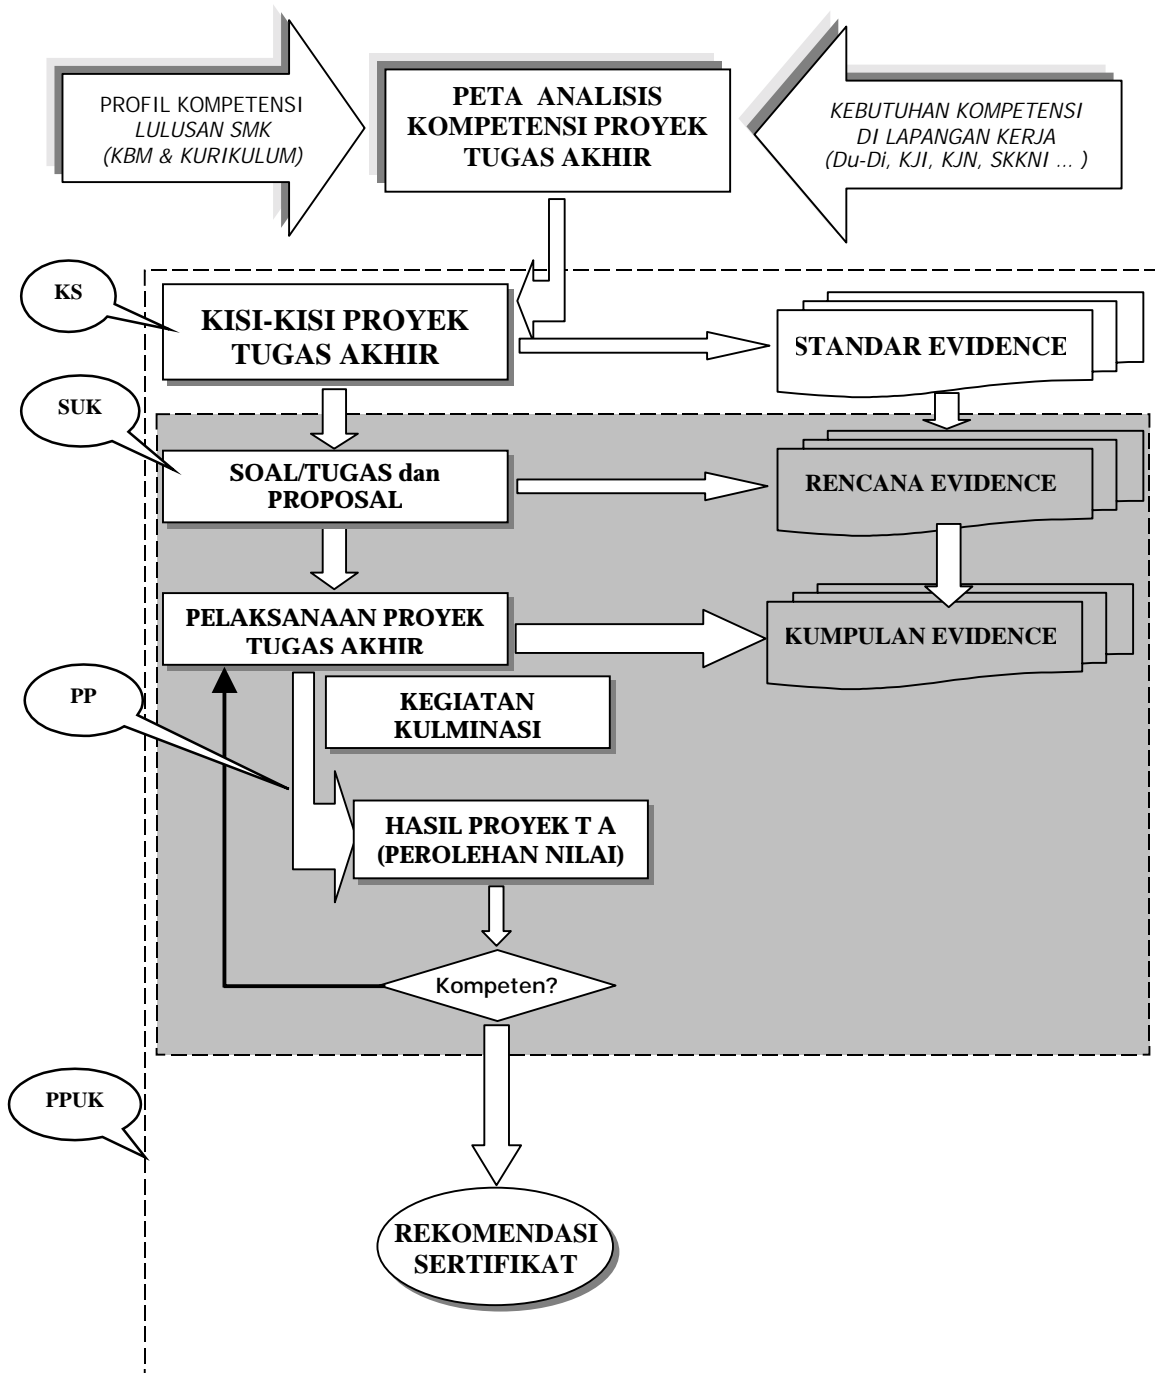 PROFIL KOMPETENSI
LULUSAN SMK
(KBM & KURIKULUM)
PETA ANALISIS
KOMPETENSI PROYEK
TUGAS AKHIR
KEBUTUHAN KOMPETENSI
DI LAPANGAN KERJA
(Du-Di, KJI, KJN, SKKNI ... )
KS
KISI-KISI PROYEK
TUGAS AKHIR
STANDAR EVIDENCE
SUK
SOAL/TUGAS dan
PROPOSAL
RENCANA EVIDENCE
PELAKSANAAN PROYEK
TUGAS AKHIR
KUMPULAN EVIDENCE
PP
KEGIATAN
KULMINASI
HASIL PROYEK T A
(PEROLEHAN NILAI)
Kompeten?
PPUK
REKOMENDASI
SERTIFIKAT